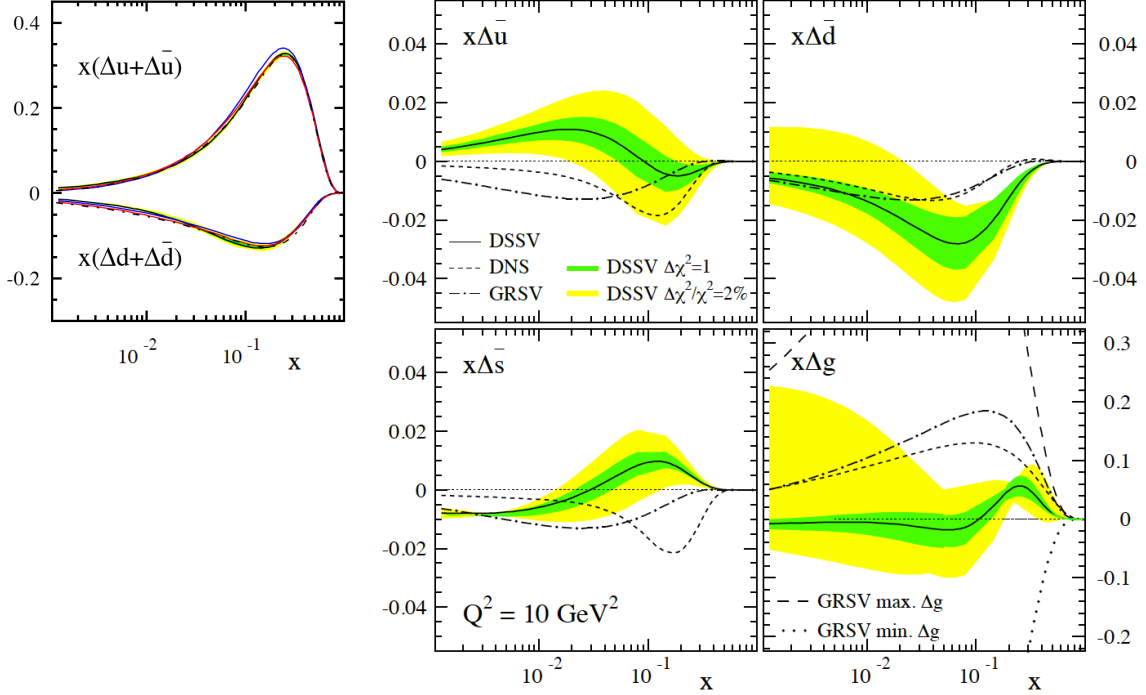 0.4
0.2
0
-0.2
x(Δu+Δū)
x(Δd+Δd̄)
10⁻²
10⁻¹
x
xΔū
0.04
0.02
0
-0.02
-0.04
DSSV
DNS
GRSV
DSSV Δχ²=1
DSSV Δχ²/χ²=2%
xΔd̄
0.04
0.02
0
-0.02
-0.04
xΔs̄
0.04
0.02
0
-0.02
-0.04
Q² = 10 GeV²
10⁻²
10⁻¹
x
xΔg
0.3
0.2
0.1
0
-0.1
-0.2
GRSV max. Δg
GRSV min. Δg
10⁻²
10⁻¹
x